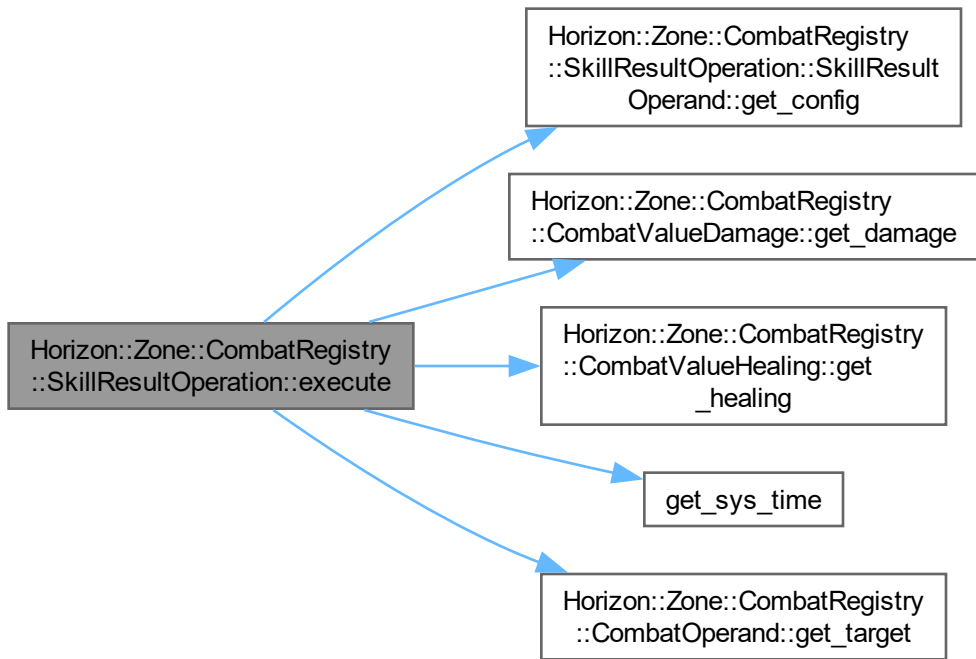 Horizon::Zone::CombatRegistry
::SkillResultOperation::SkillResult
Operand::get_config
Horizon::Zone::CombatRegistry
::CombatValueDamage::get_damage
Horizon::Zone::CombatRegistry
::SkillResultOperation::execute
Horizon::Zone::CombatRegistry
::CombatValueHealing::get
_healing
get_sys_time
Horizon::Zone::CombatRegistry
::CombatOperand::get_target